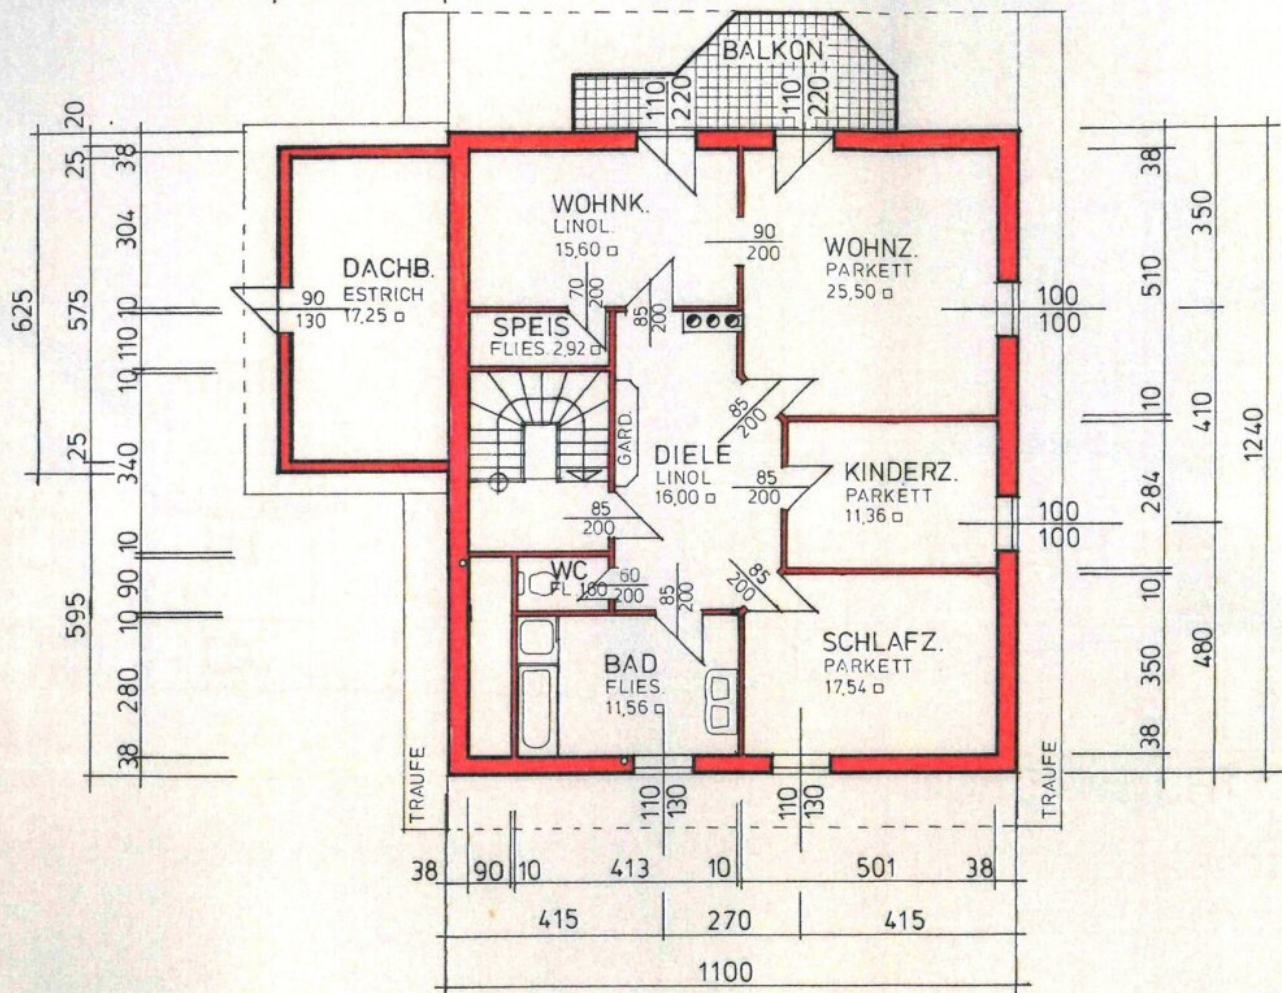 BALKON
110
220
110
220
WOHNK.
LINOL.
15,60 □
90
200
WOHNZ.
PARKETT
25,50 □
DACHB.
ESTRICH
17,25 □
90
130
70
200
85
200
SPEIS
FLIES. 2,92 □
100
100
GARD.
DIELE
LINOL
16,00 □
85
200
85
200
KINDERZ.
PARKETT
11,36 □
85
200
100
100
WC
FL. 1,80 □
60
200
85
200
85
200
BAD
FLIES.
11,56 □
SCHLAFZ.
PARKETT
17,54 □
TRAUFE
TRAUFE
110
130
110
130
20
25
575
25
595
625
38
304
10
110
10
340
10
90
10
280
38
38
510
10
284
10
350
38
350
410
480
1240
38 90 10 413 10 501 38
415 270 415
1100